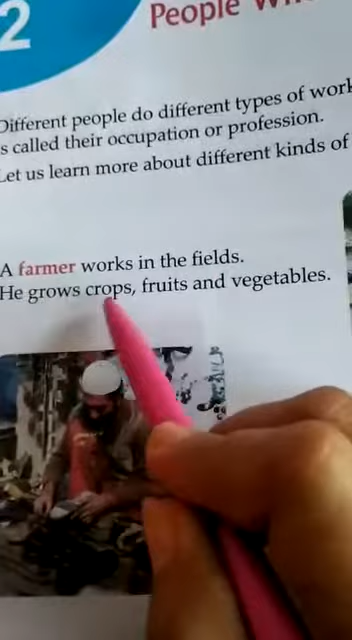 2
People
Different people do different types of work
s called their occupation or profession.
Let us learn more about different kinds of
A farmer works in the fields.
He grows crops, fruits and vegetables.